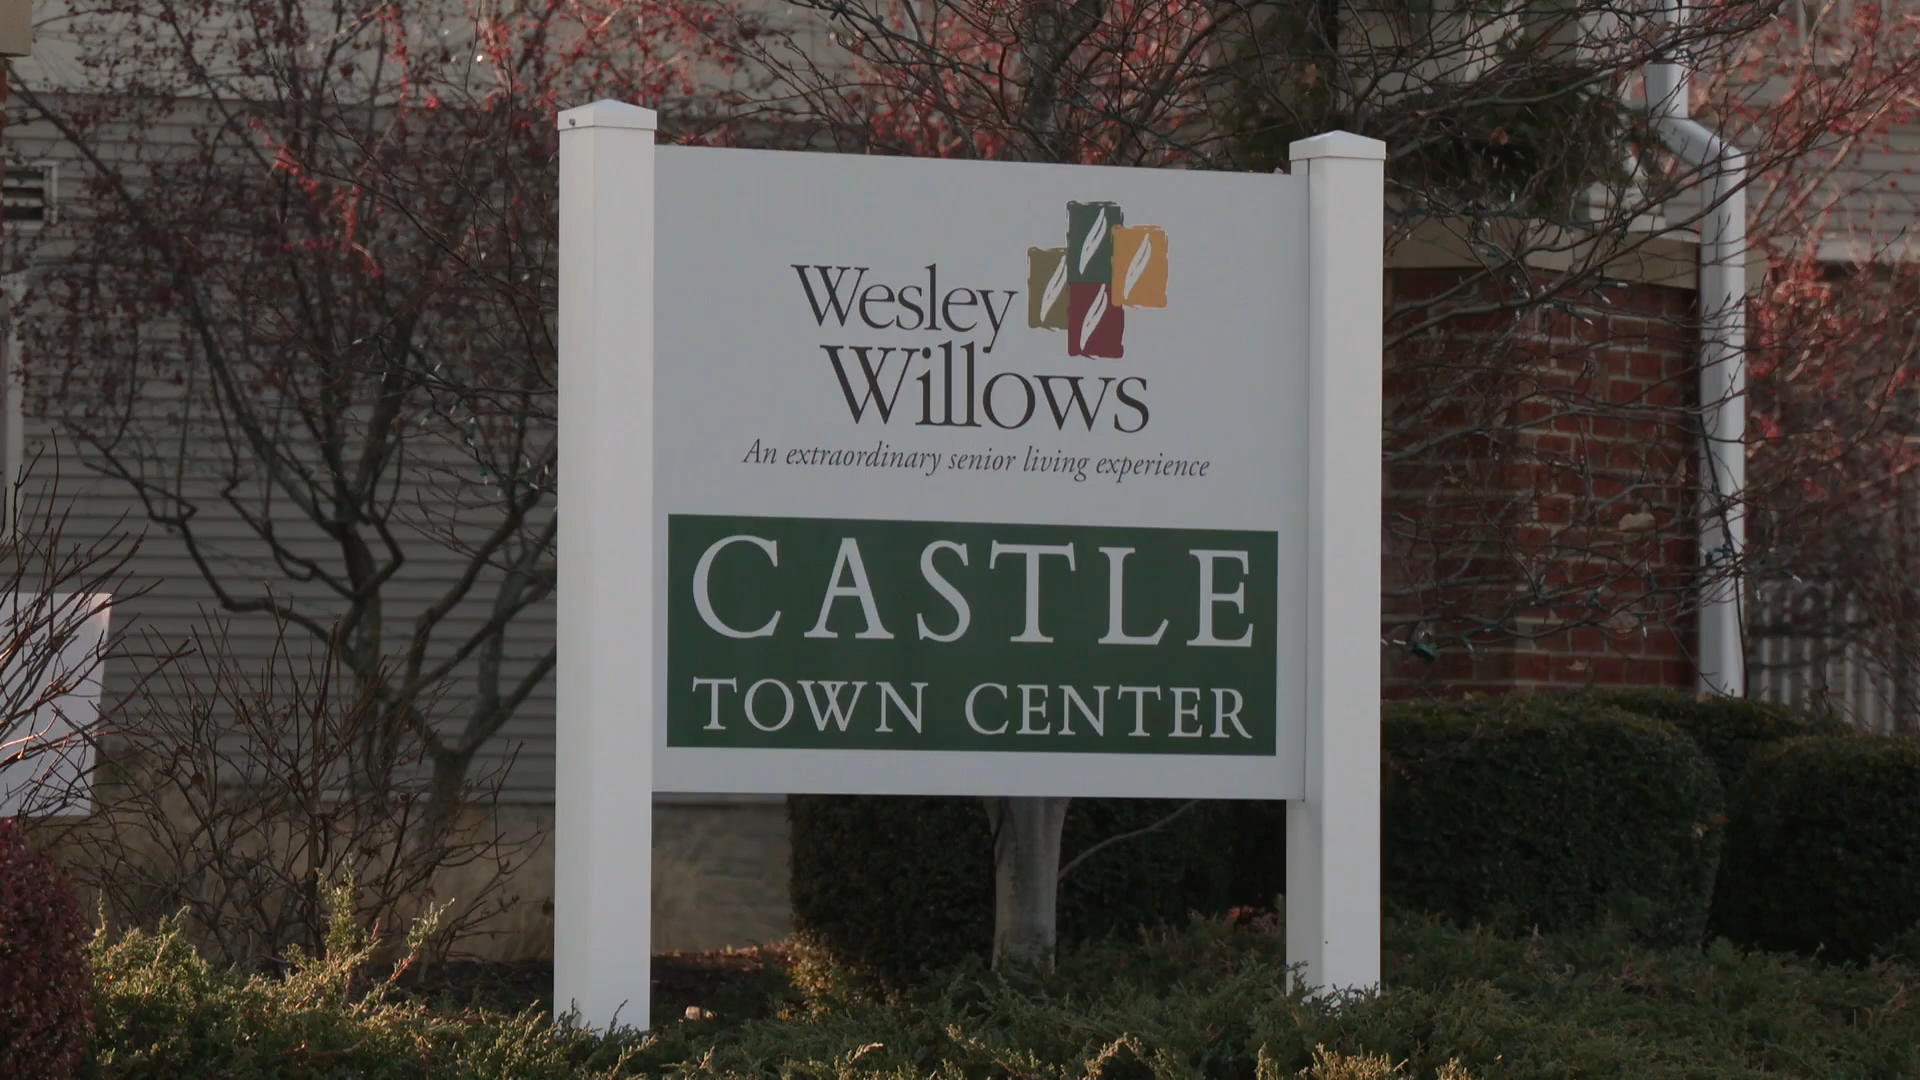 Wesley
Willows
An extraordinary senior living experience
CASTLE
TOWN CENTER